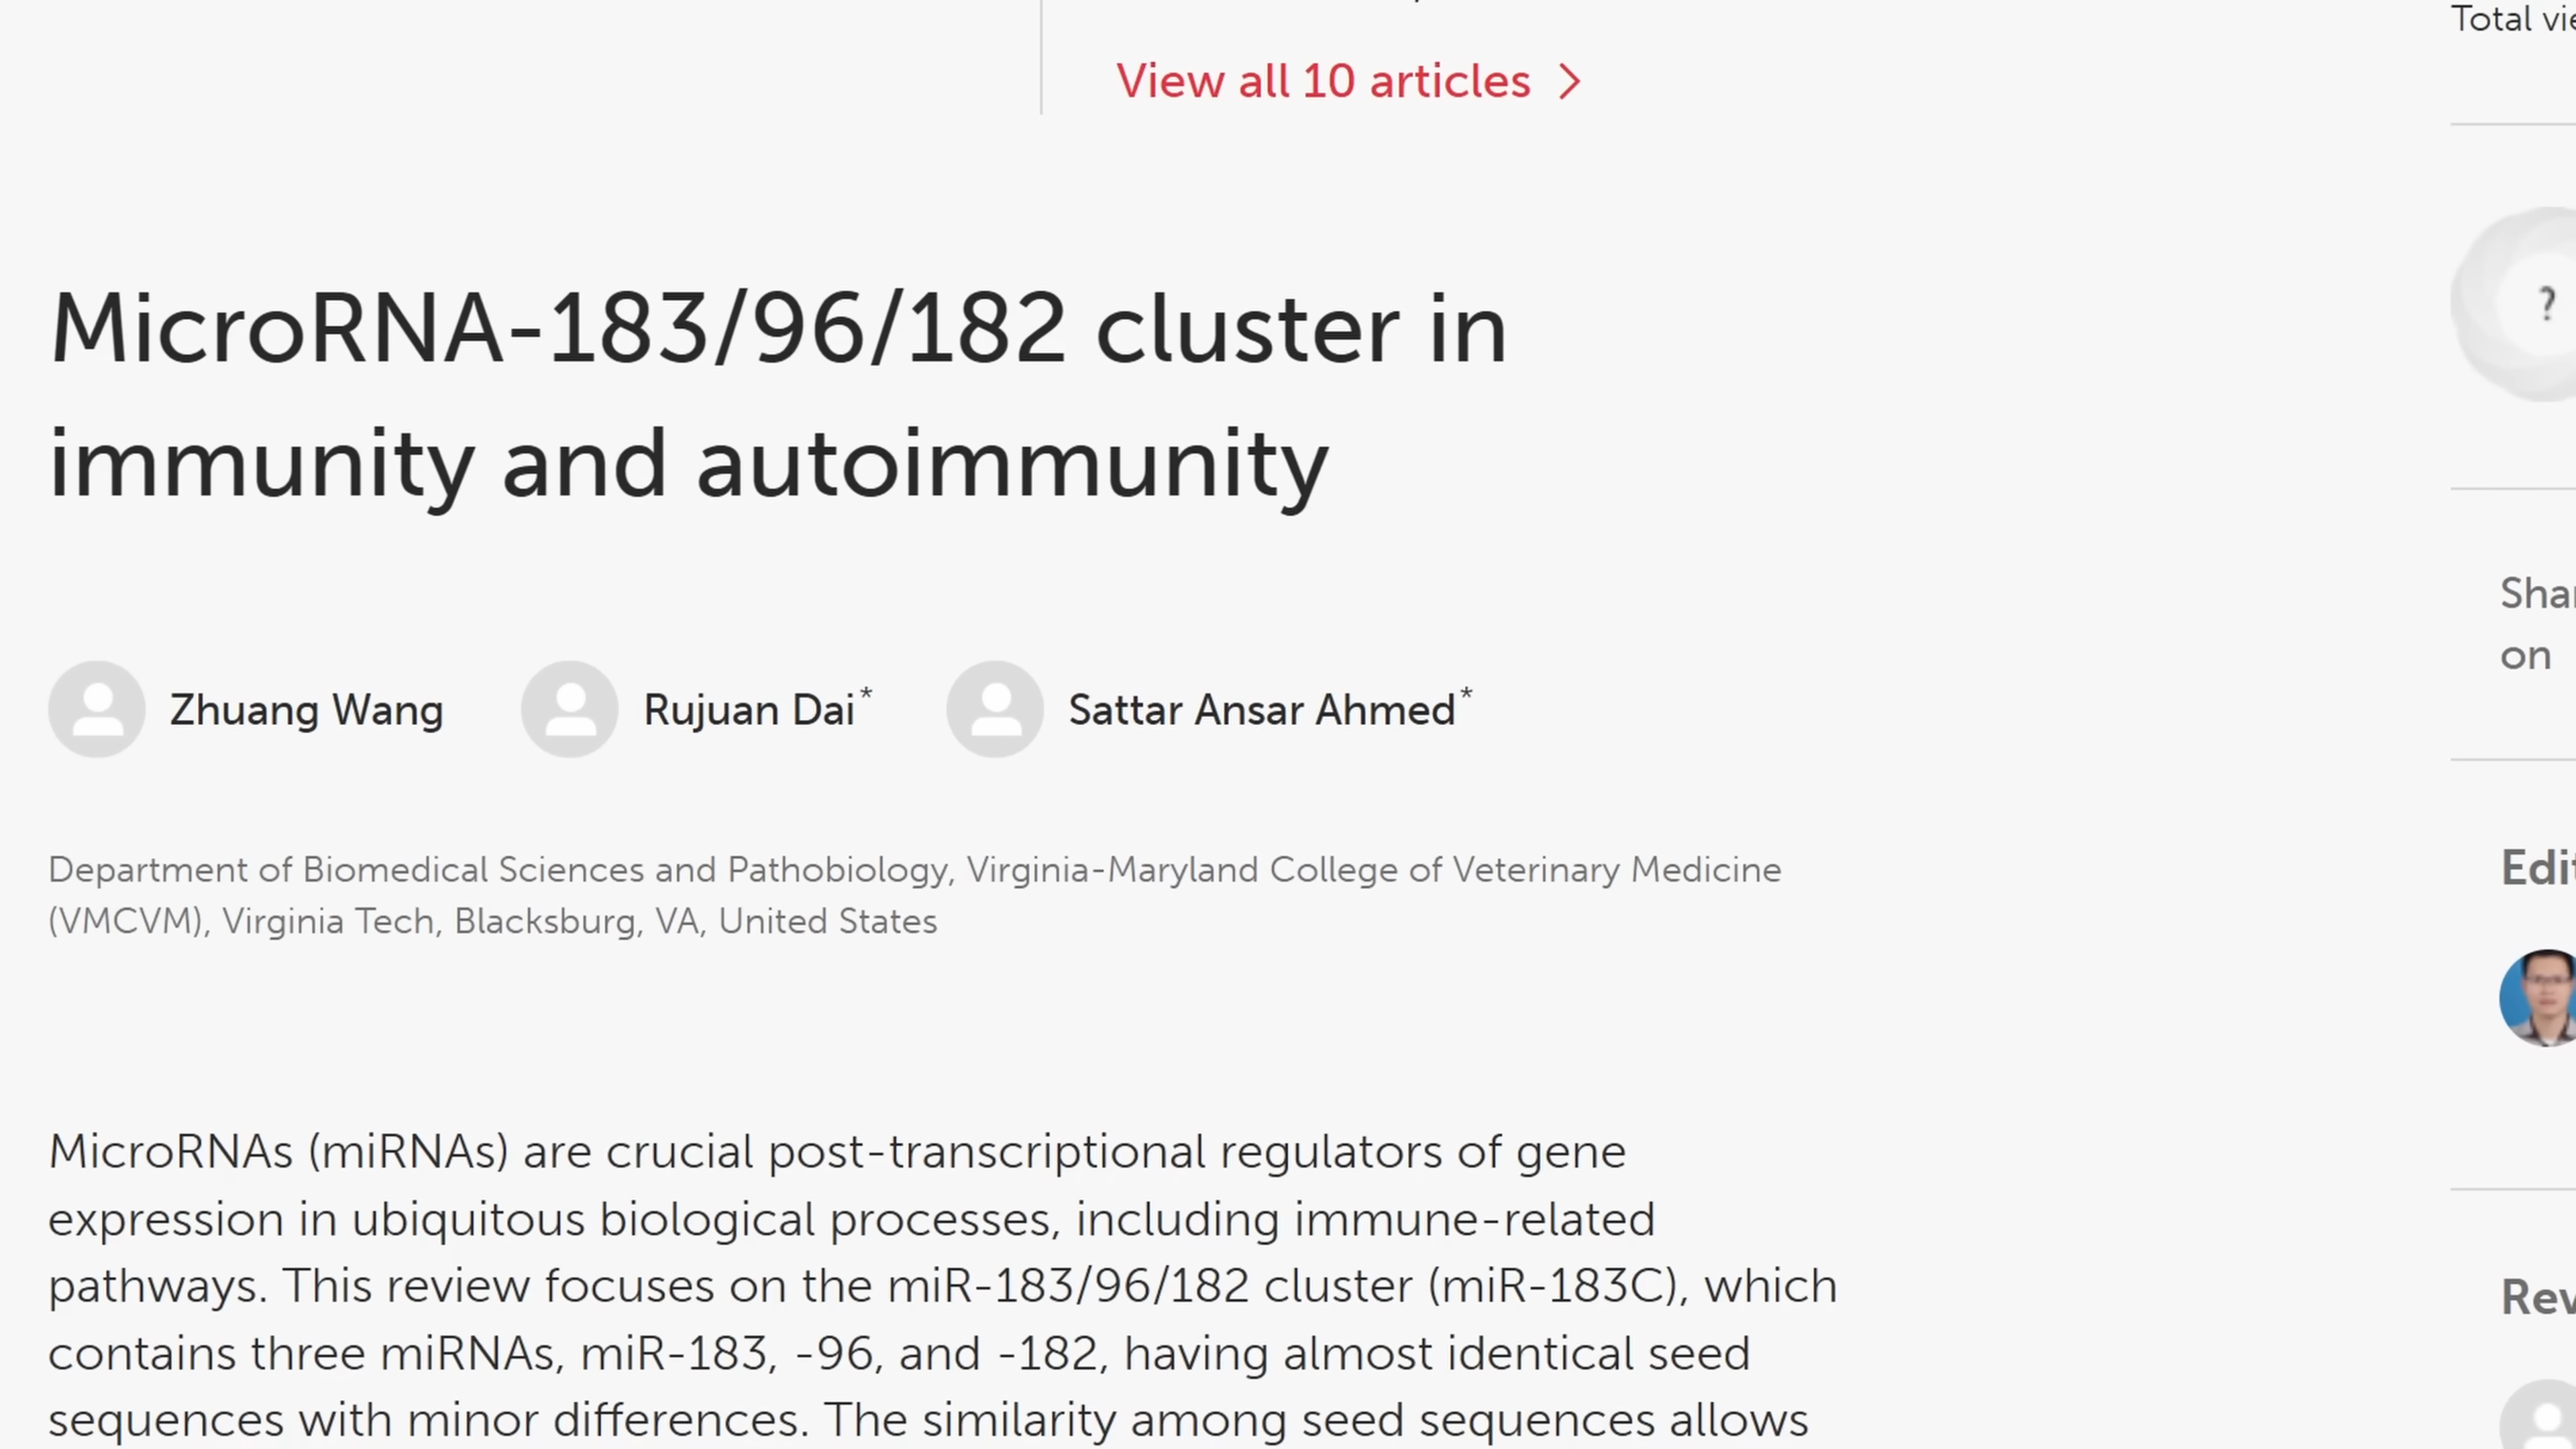 Total
View all 10 articles
MicroRNA-183/96/182 cluster in
immunity and autoimmunity
?
Zhuang Wang Rujuan Dai* Sattar Ansar Ahmed*
on
Department of Biomedical Sciences and Pathobiology, Virginia-Maryland College of Veterinary Medicine
(VMCVM), Virginia Tech, Blacksburg, VA, United States
MicroRNAs (miRNAs) are crucial post-transcriptional regulators of gene
expression in ubiquitous biological processes, including immune-related
pathways. This review focuses on the miR-183/96/182 cluster (miR-183C), which
contains three miRNAs, miR-183, -96, and -182, having almost identical seed
sequences with minor differences. The similarity among seed sequences allows